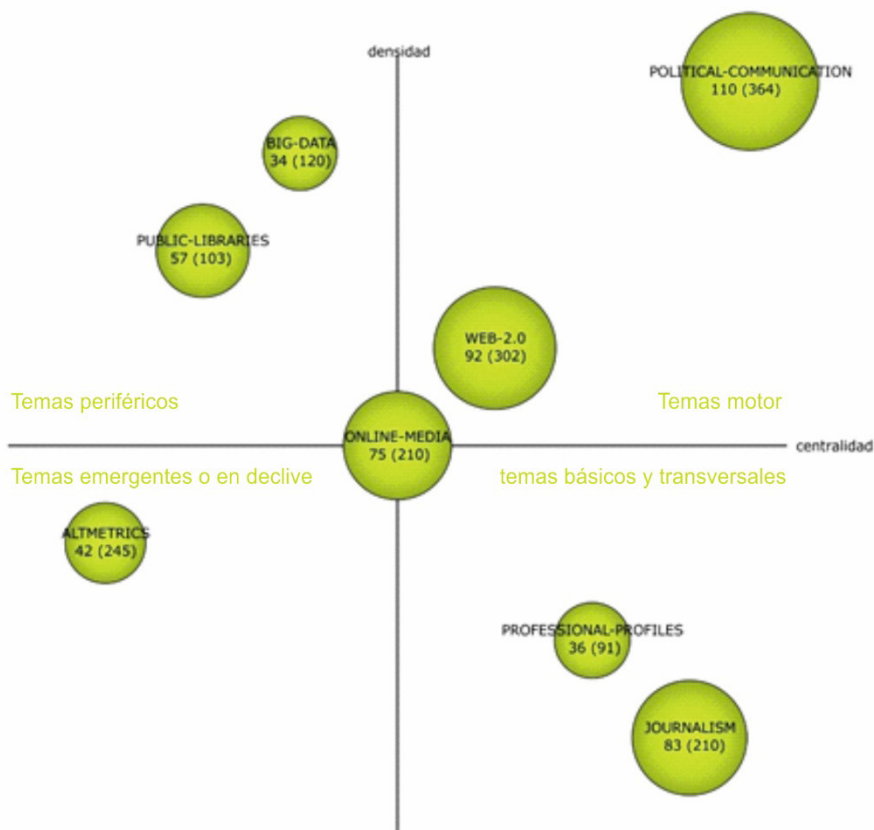 densidad
POLITICAL-COMMUNICATION
110 (364)
BIG-DATA
34 (120)
PUBLIC-LIBRARIES
57 (103)
WEB-2.0
92 (302)
Temas periféricos
Temas motor
ONLINE-MEDIA
75 (210)
centralidad
Temas emergentes o en declive
temas básicos y transversales
ALTMETRICS
42 (245)
PROFESSIONAL-PROFILES
36 (91)
JOURNALISM
83 (210)